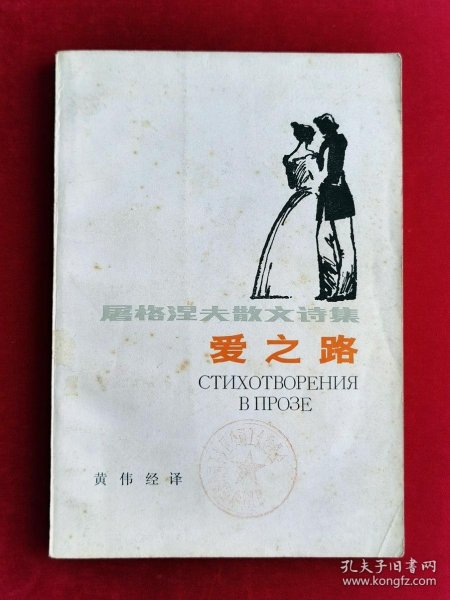 屠格涅夫散文诗集
爱之路
СТИХОТВОРЕНИЯ
В ПРОЗЕ
黄伟经译
孔夫子旧书网
www.kongfz.com